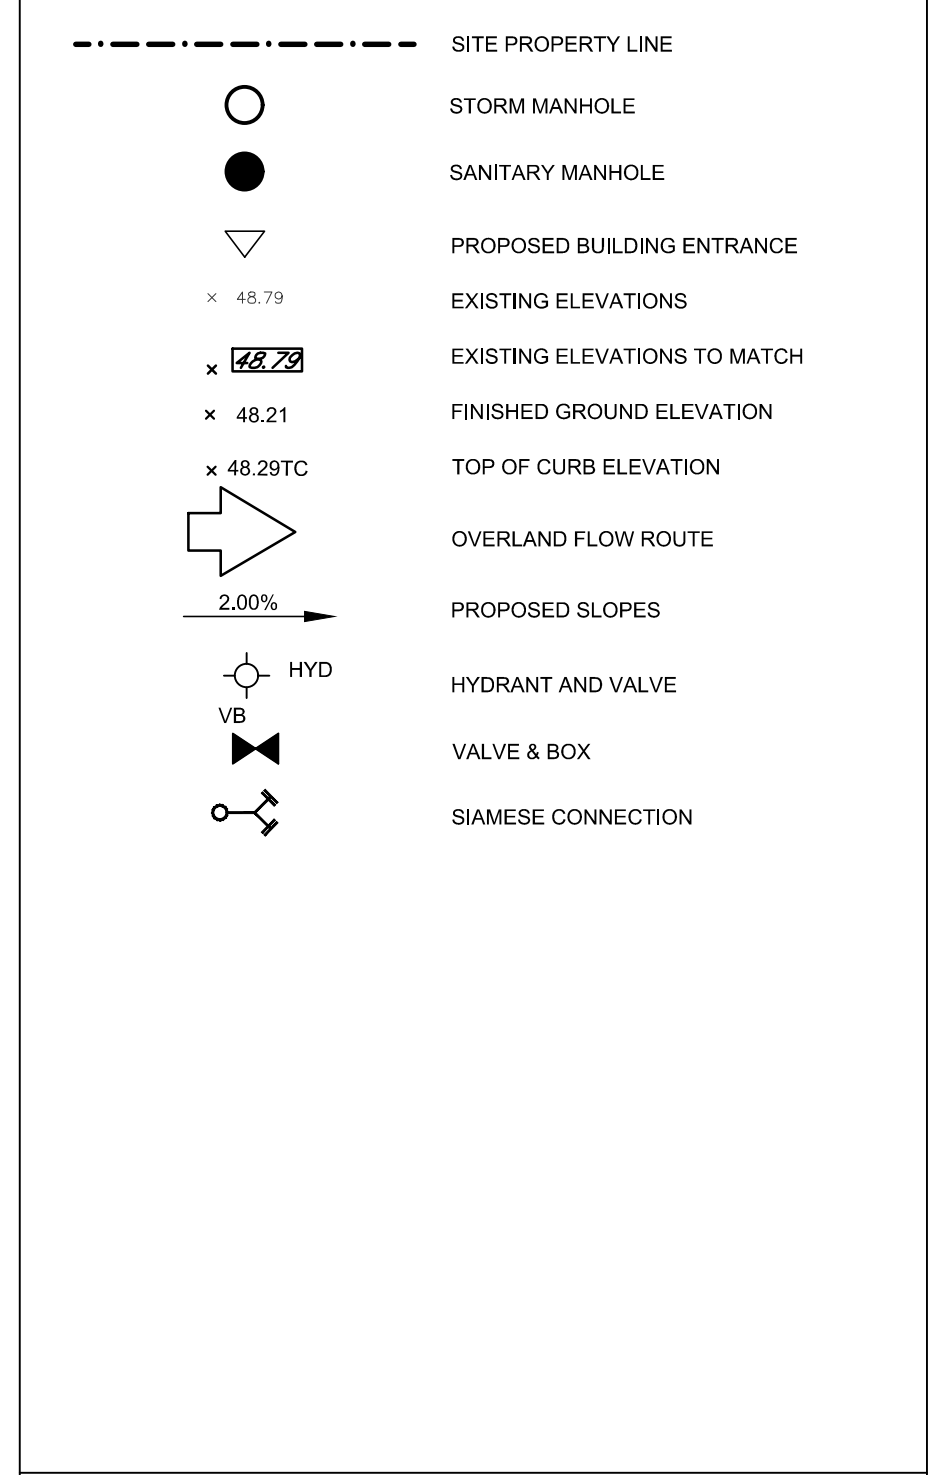 SITE PROPERTY LINE
STORM MANHOLE
SANITARY MANHOLE
PROPOSED BUILDING ENTRANCE
× 48.79 EXISTING ELEVATIONS
× 48.79 EXISTING ELEVATIONS TO MATCH
× 48.21 FINISHED GROUND ELEVATION
× 48.29TC TOP OF CURB ELEVATION
OVERLAND FLOW ROUTE
2.00% PROPOSED SLOPES
HYD HYDRANT AND VALVE
VB
VALVE & BOX
SIAMESE CONNECTION